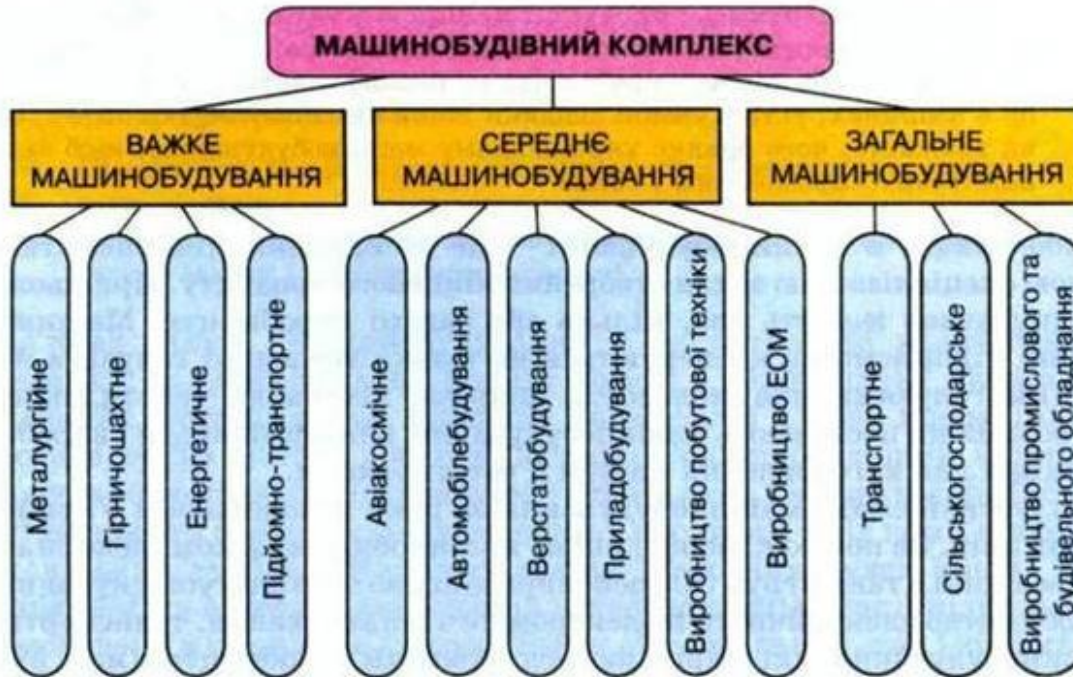 МАШИНОБУДІВНИЙ КОМПЛЕКС
ВАЖКЕ
МАШИНОБУДУВАННЯ
СЕРЕДНЄ
МАШИНОБУДУВАННЯ
ЗАГАЛЬНЕ
МАШИНОБУДУВАННЯ
Металургійне
Гірничошахтне
Енергетичне
Підйомно-транспортне
Авіакосмічне
Автомобілебудування
Верстатобудування
Приладобудування
Виробництво побутової техніки
Виробництво ЕОМ
Транспортне
Сільськогосподарське
Виробництво промислового та
будівельного обладнання